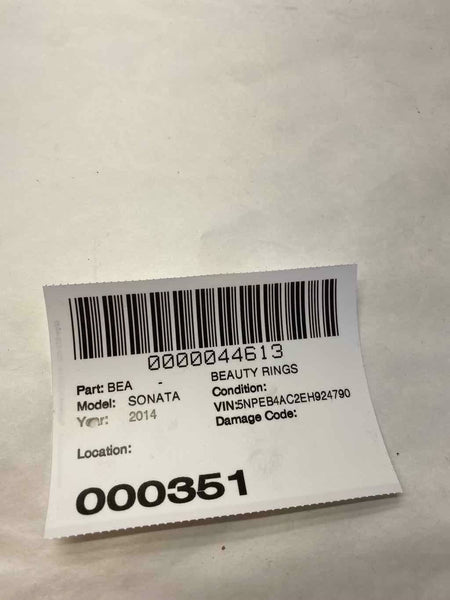 0000044613
Part: BEA - BEAUTY RINGS
Model: SONATA Condition:
Year: 2014 VIN:5NPEB4AC2EH924790
Damage Code:
Location:
000351